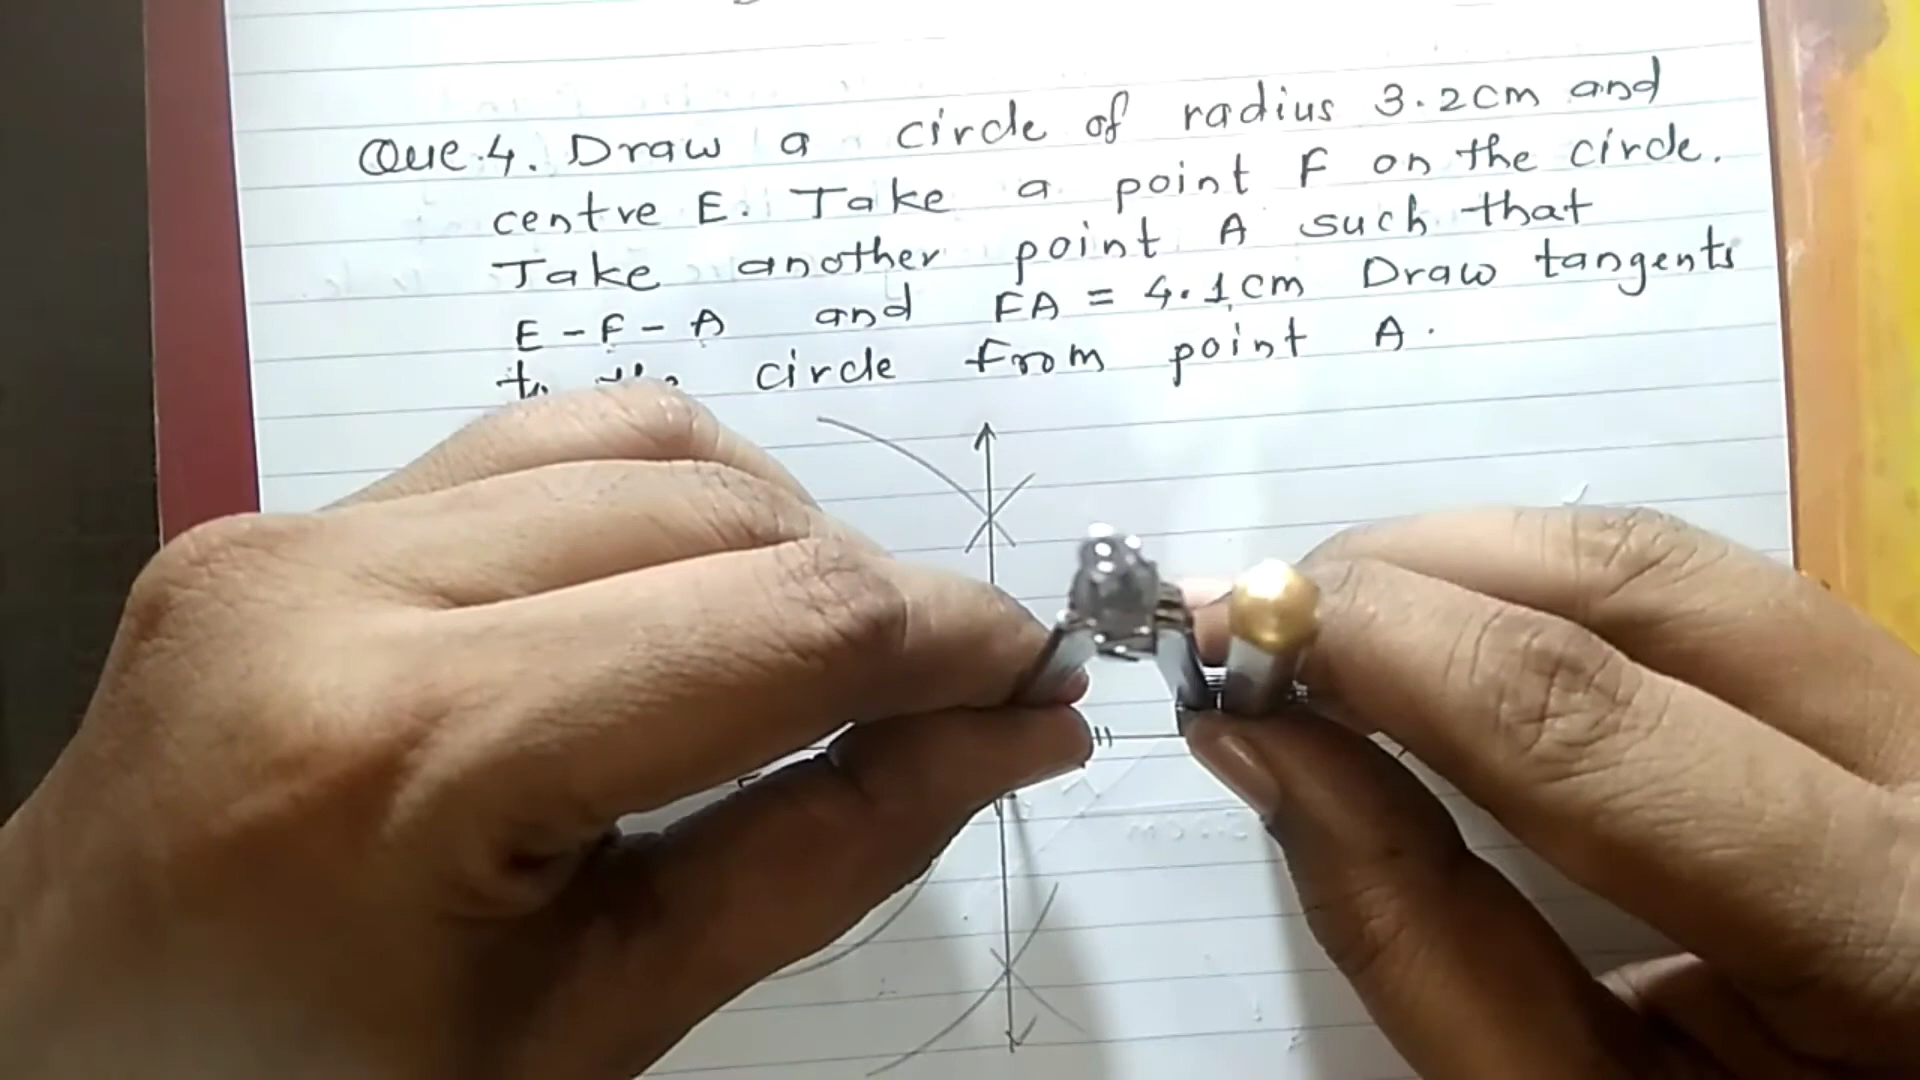 Que.4. Draw a circle of radius 3.2cm and
centre E. Take a point F on the circle.
Take another point A such that
E - F - A and FA = 4.1cm Draw tangents
circle from point A.